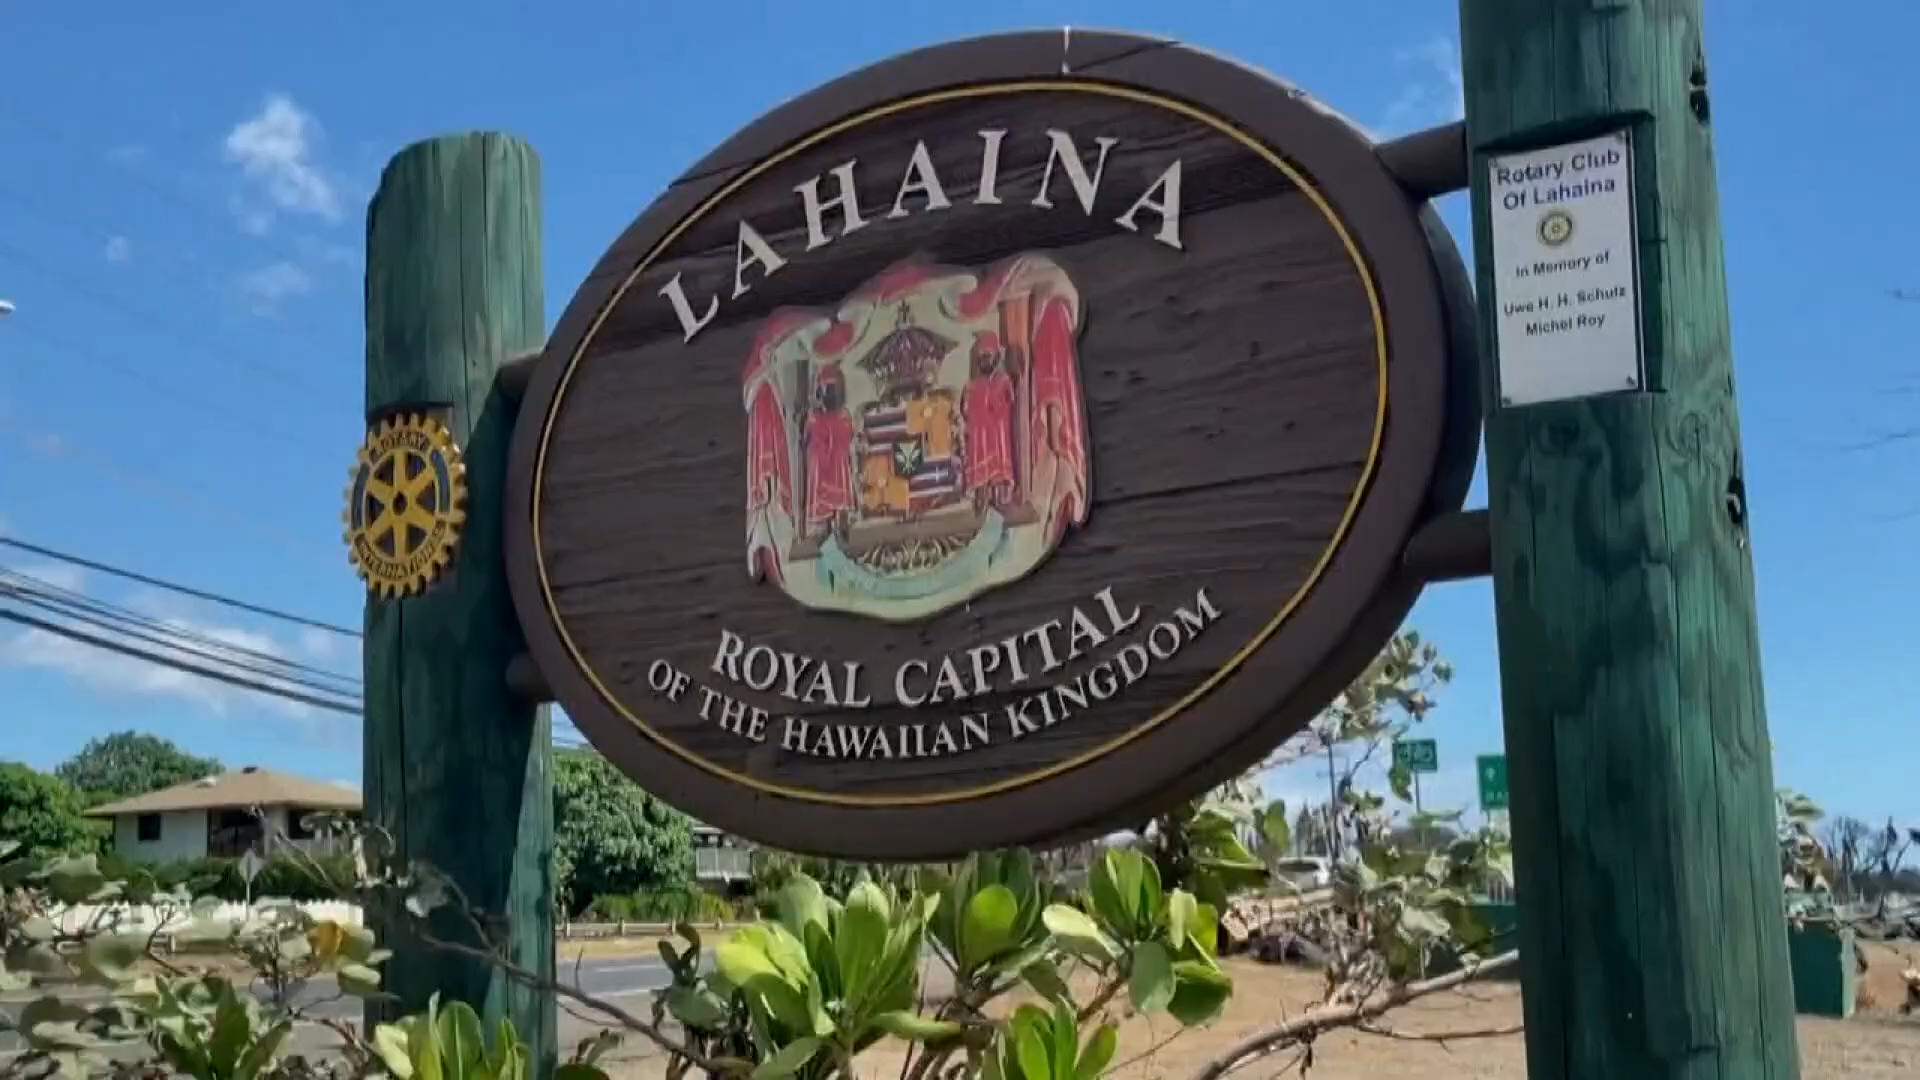 LAHAINA
ROYAL CAPITAL
OF THE HAWAIIAN KINGDOM
ROTARY
INTERNATIONAL
Rotary Club
Of Lahaina
In Memory of
Uwe H. H. Schulz
Michel Roy